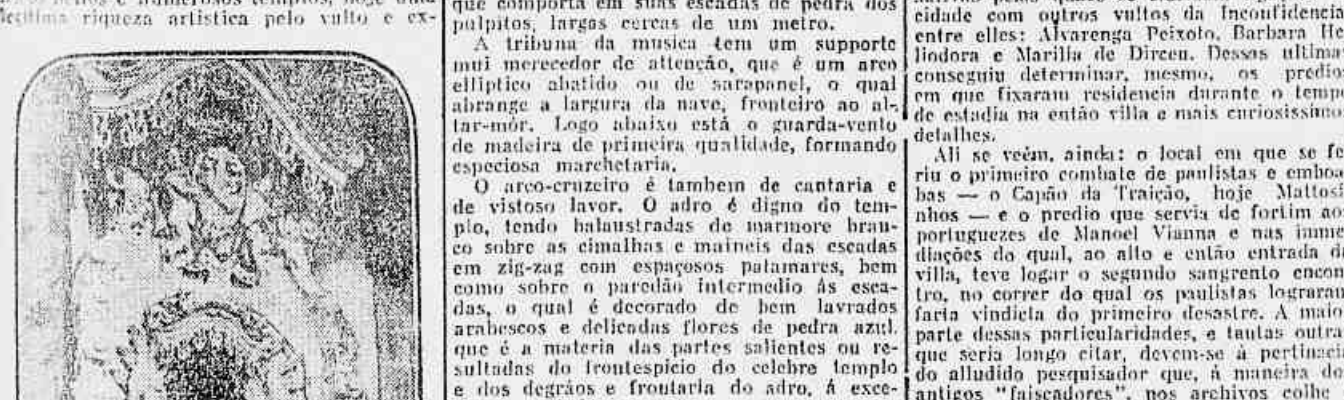 legitima riqueza artistica pelo vulto e ex-
que comporta em suas escadas de pedra dos
pulpitos, largas cercas de um metro.
A tribuna da musica tem um supporte
mui merecedor de attenção, que é um arco
elliptico abatido ou de sarapanel, o qual
abrange a largura da nave, fronteiro ao al-
tar-mór. Logo abaixo está o guarda-vento
de madeira de primeira qualidade, formando
especiosa marchetaria.
O arco-cruzeiro é tambem de cantaria e
de vistoso lavor. O adro é digno do tem-
plo, tendo balaustradas de marmore bran-
co sobre as cimalhas e maineis das escadas
em zig-zag com espaçosos patamares, bem
como sobre o paredão intermedio ás esca-
das, o qual é decorado de bem lavrados
arabescos e delicadas flores de pedra azul,
que é a materia das partes salientes ou re-
sultadas do frontespicio do celebre templo
e dos degráos e frontaria do adro, á exce-
cidade com outros vultos da Inconfidencia
entre elles: Alvarenga Peixoto, Barbara He
liodora e Marilia de Dirceu. Dessas ultimas
conseguiu determinar, mesmo, os predio
em que fixaram residencia durante o temp
de estadia na então villa e mais curiosissimo
detalhes.
Ali se veêm, ainda: o local em que se fe
riu o primeiro combate de paulistas e emboa
bas — o Capão da Traição, hoje Mattos
nhos — e o predio que servia de fortim ao
portuguezes de Manoel Vianna e nas imme
diações do qual, ao alto e então entrada d
villa, teve logar o segundo sangrento encon
tro, no correr do qual os paulistas lograram
farta vindicta do primeiro desastre. A maio
parte dessas particularidades, e tantas outra
que seria longo citar, devem-se á pertinaci
do alludido pesquisador que, á maneira do
antigos "faiscadores", nos archivos colhe